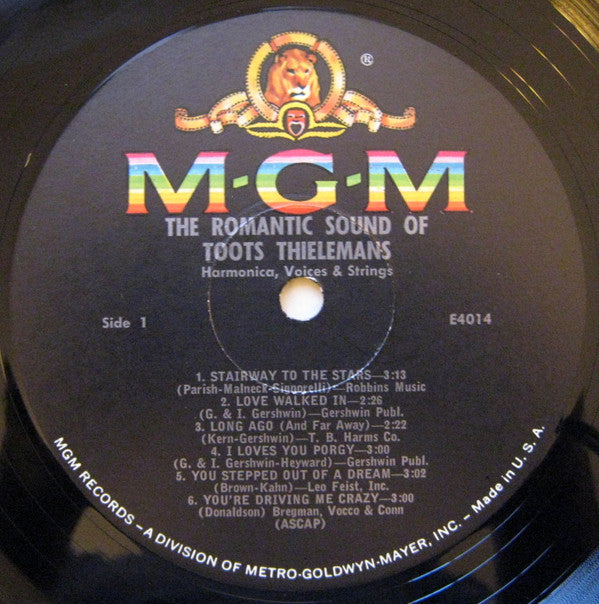 ®
M·G·M
THE ROMANTIC SOUND OF
TOOTS THIELEMANS
Harmonica, Voices & Strings
Side 1
E4014
1. STAIRWAY TO THE STARS—3:13
(Parish-Malneck-Signorelli)—Robbins Music
2. LOVE WALKED IN—2:26
(G. & I. Gershwin)—Gershwin Publ.
3. LONG AGO (And Far Away)—2:22
(Kern-Gershwin)—T. B. Harms Co.
4. I LOVES YOU PORGY—3:00
(G. & I. Gershwin-Heyward)—Gershwin Publ.
5. YOU STEPPED OUT OF A DREAM—3:02
(Brown-Kahn)—Leo Feist, Inc.
6. YOU'RE DRIVING ME CRAZY—3:00
(Donaldson) Bregman, Vocco & Conn
(ASCAP)
MGM RECORDS – A DIVISION OF METRO-GOLDWYN-MAYER, INC. – Made in U. S. A.